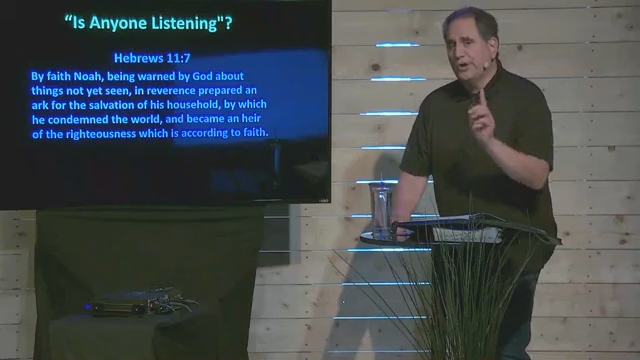 “Is Anyone Listening"?
Hebrews 11:7
By faith Noah, being warned by God about
things not yet seen, in reverence prepared an
ark for the salvation of his household, by which
he condemned the world, and became an heir
of the righteousness which is according to faith.